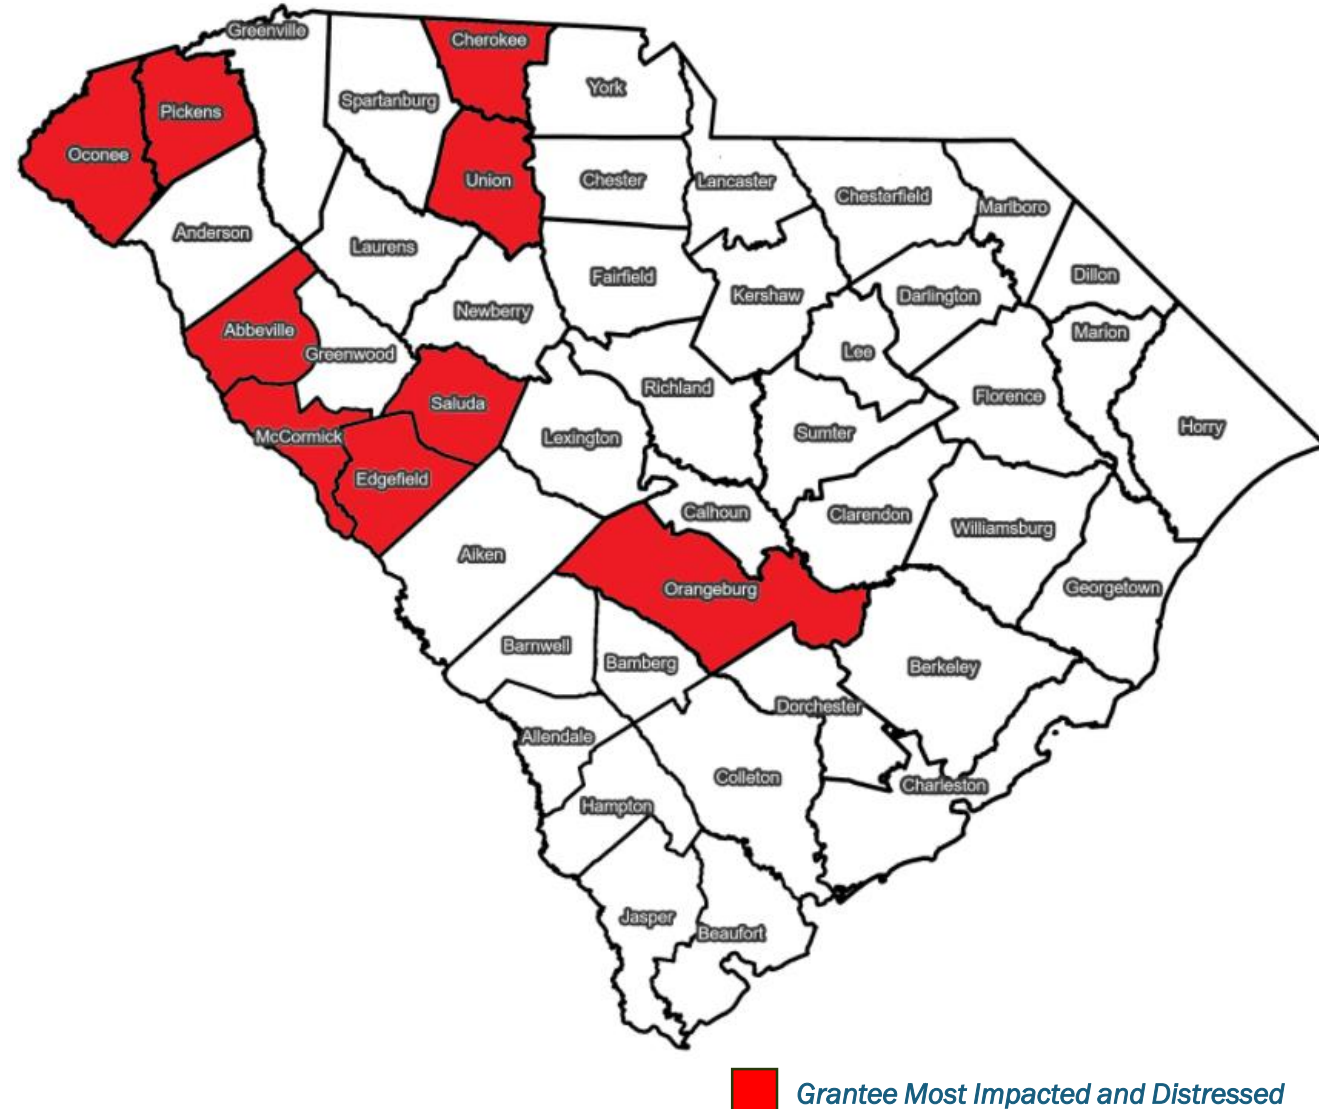 Greenville
Cherokee
York
Spartanburg
Pickens
Oconee
Union
Chester
Lancaster
Chesterfield
Marlboro
Anderson
Laurens
Fairfield
Kershaw
Darlington
Dillon
Newberry
Abbeville
Greenwood
Lee
Marion
Richland
Saluda
Florence
McCormick
Lexington
Sumter
Horry
Edgefield
Calhoun
Clarendon
Williamsburg
Aiken
Orangeburg
Georgetown
Barnwell
Bamberg
Berkeley
Dorchester
Allendale
Colleton
Charleston
Hampton
Jasper
Beaufort
Grantee Most Impacted and Distressed